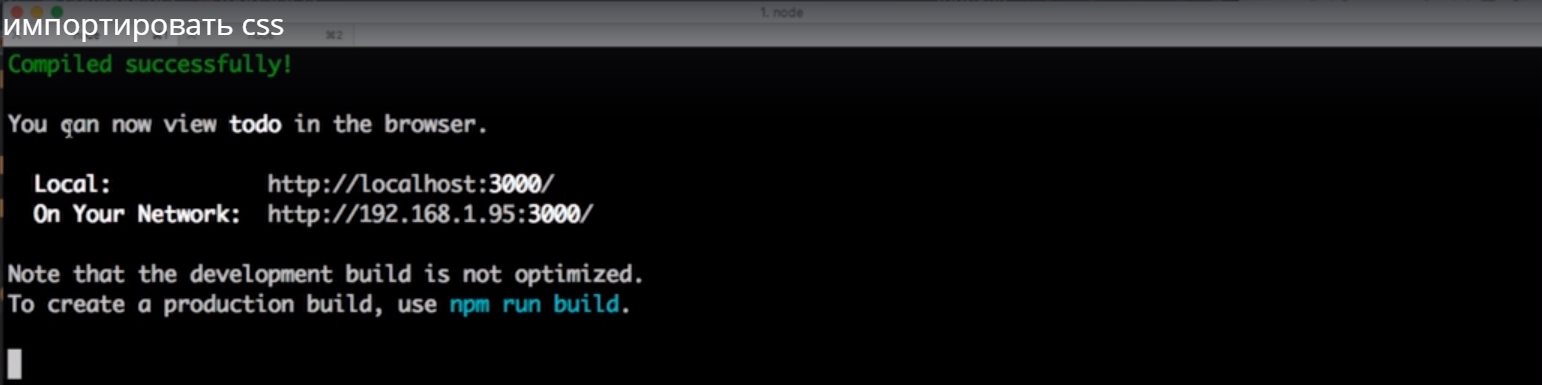 1. node
импортировать css
⌘2
Compiled successfully!
You can now view todo in the browser.
Local: http://localhost:3000/
On Your Network: http://192.168.1.95:3000/
Note that the development build is not optimized.
To create a production build, use npm run build.